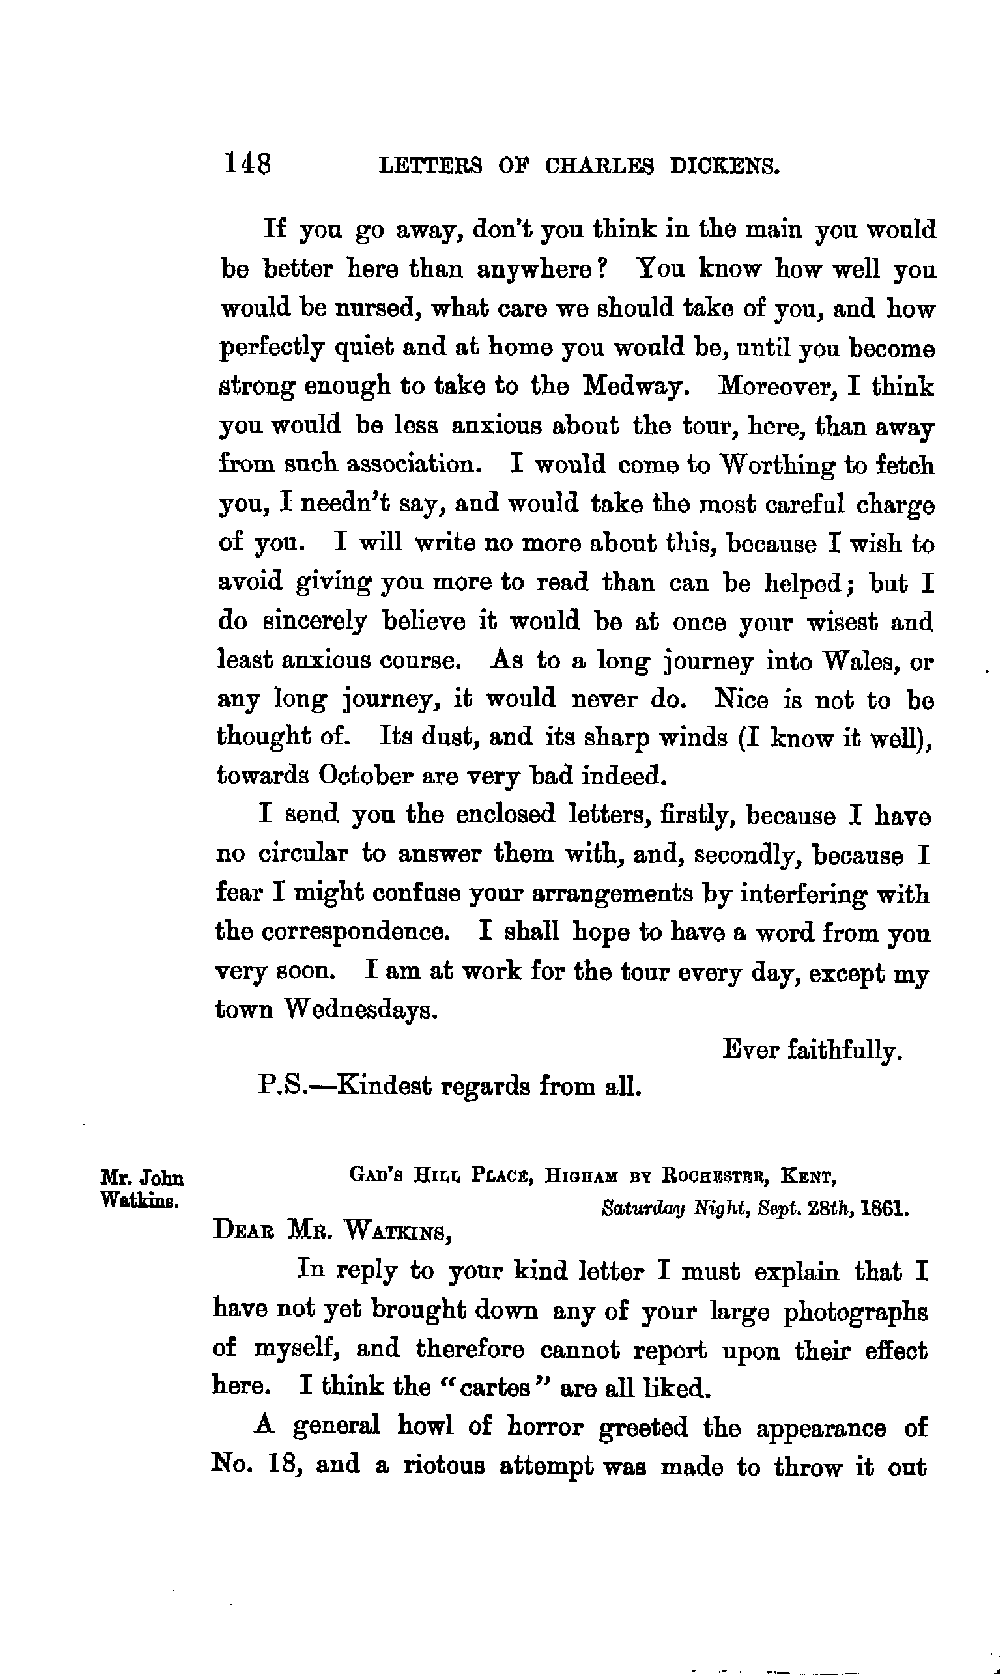 148 LETTERS OF CHARLES DICKENS.
If you go away, don't you think in the main you would
be better here than anywhere? You know how well you
would be nursed, what care we should take of you, and how
perfectly quiet and at home you would be, until you become
strong enough to take to the Medway. Moreover, I think
you would be less anxious about the tour, here, than away
from such association. I would come to Worthing to fetch
you, I needn't say, and would take the most careful charge
of you. I will write no more about this, because I wish to
avoid giving you more to read than can be helped; but I
do sincerely believe it would be at once your wisest and
least anxious course. As to a long journey into Wales, or
any long journey, it would never do. Nice is not to be
thought of. Its dust, and its sharp winds (I know it well),
towards October are very bad indeed.
I send you the enclosed letters, firstly, because I have
no circular to answer them with, and, secondly, because I
fear I might confuse your arrangements by interfering with
the correspondence. I shall hope to have a word from you
very soon. I am at work for the tour every day, except my
town Wednesdays.
Ever faithfully.
P.S.—Kindest regards from all.
Mr. John
Watkins.
GAD'S HILL PLACE, HIGHAM BY ROCHESTER, KENT,
Saturday Night, Sept. 28th, 1861.
DEAR MR. WATKINS,
In reply to your kind letter I must explain that I
have not yet brought down any of your large photographs
of myself, and therefore cannot report upon their effect
here. I think the "cartes" are all liked.
A general howl of horror greeted the appearance of
No. 18, and a riotous attempt was made to throw it out